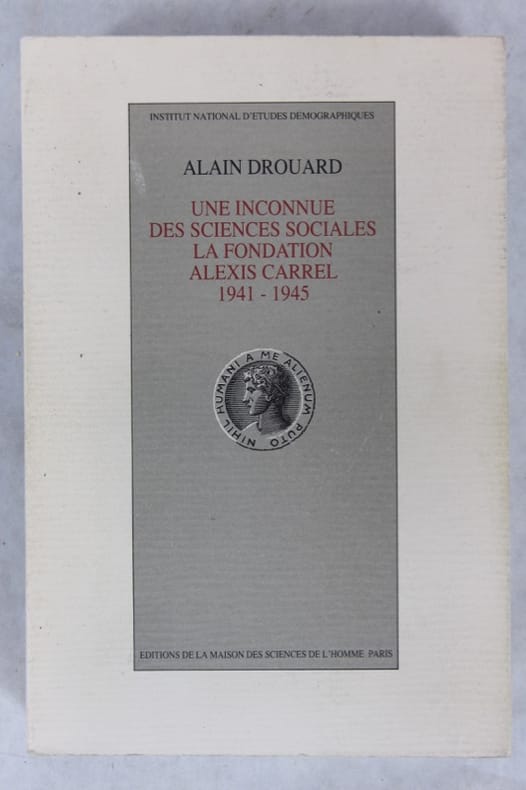 INSTITUT NATIONAL D'ETUDES DEMOGRAPHIQUES
ALAIN DROUARD
UNE INCONNUE
DES SCIENCES SOCIALES
LA FONDATION
ALEXIS CARREL
1941 - 1945
NIHIL HUMANI A ME ALIENUM PUTO
EDITIONS DE LA MAISON DES SCIENCES DE L'HOMME PARIS